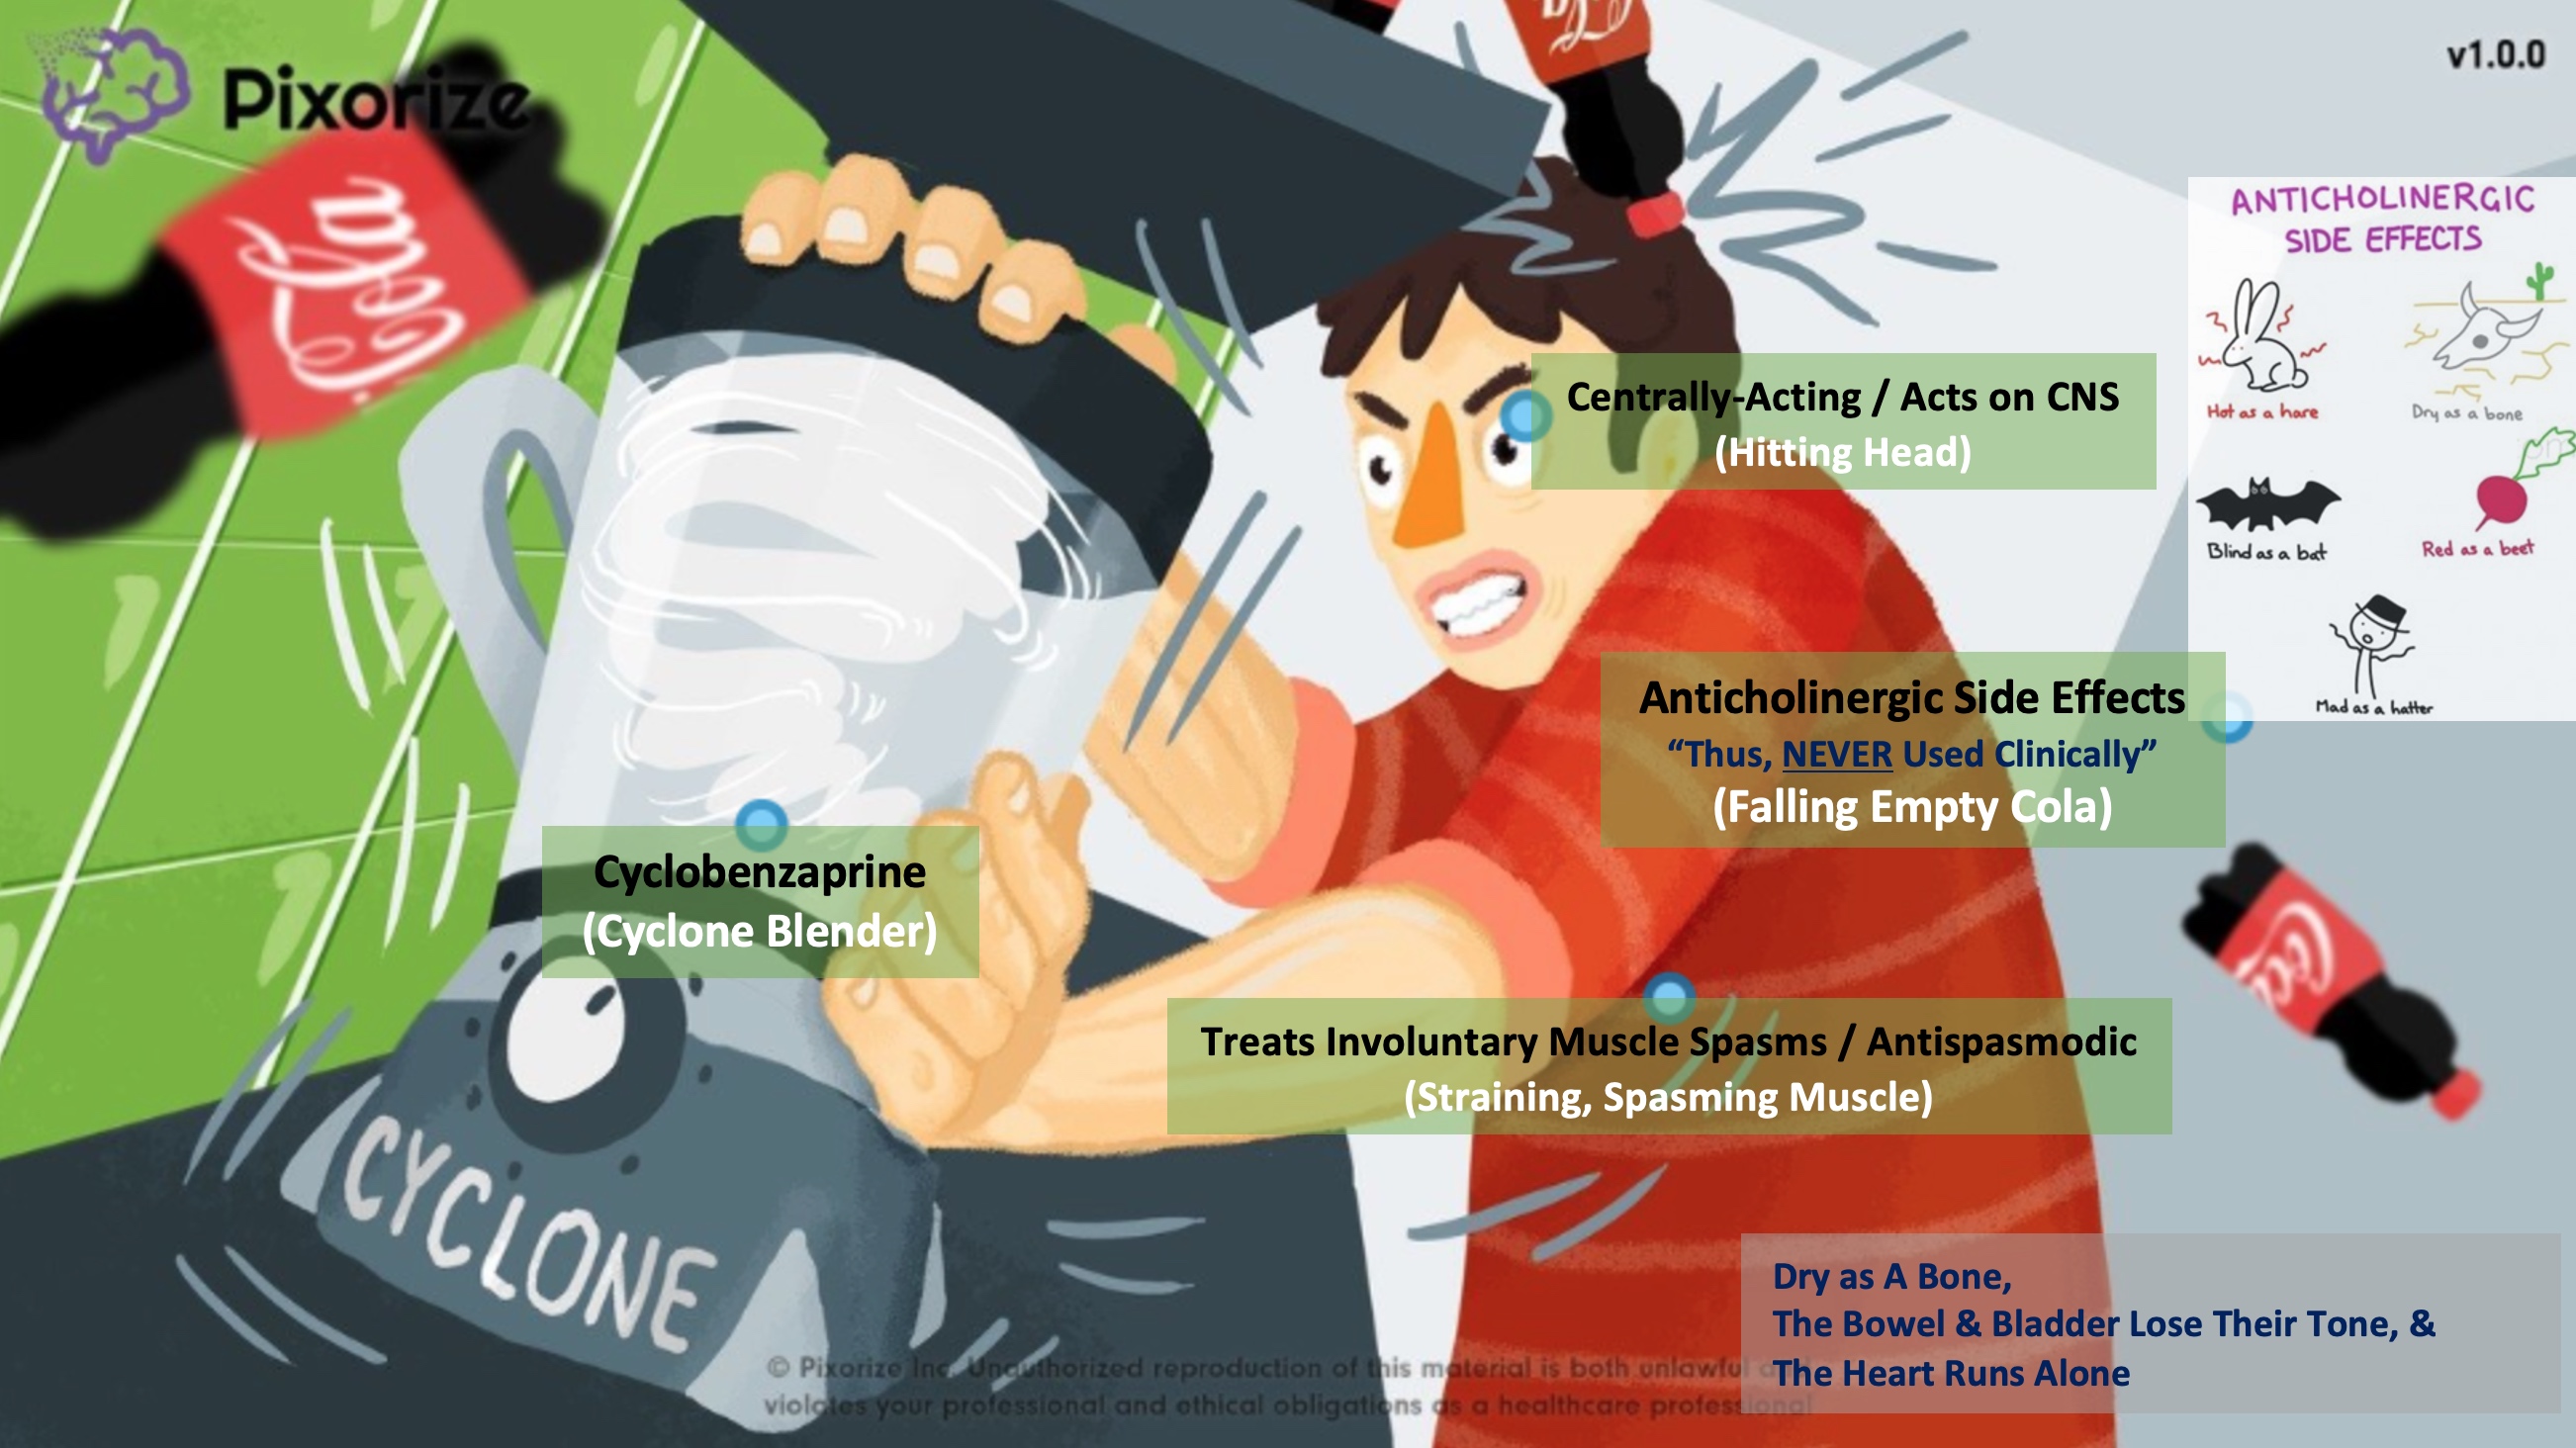 Pixorize
v1.0.0
Coca
Cola
ANTICHOLINERGIC
SIDE EFFECTS
Hot as a hare
Dry as a bone
Blind as a bat
Red as a beet
Mad as a hatter
Centrally-Acting / Acts on CNS
(Hitting Head)
Anticholinergic Side Effects
“Thus, NEVER Used Clinically”
(Falling Empty Cola)
Cyclobenzaprine
(Cyclone Blender)
Treats Involuntary Muscle Spasms / Antispasmodic
(Straining, Spasming Muscle)
Coca
CYCLONE
Dry as A Bone,
The Bowel & Bladder Lose Their Tone, &
The Heart Runs Alone
© Pixorize Inc. Unauthorized reproduction of this material is both unlawful and
violates your professional and ethical obligations as a healthcare professional